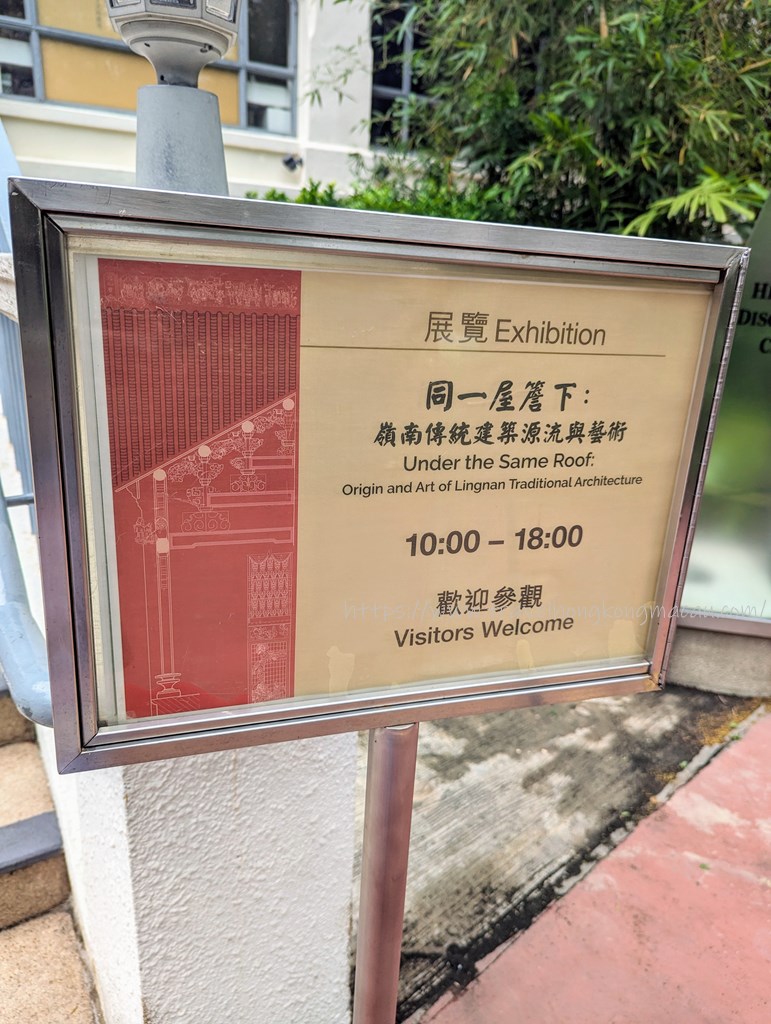 展覽 Exhibition
同一屋簷下：
嶺南傳統建築源流與藝術
Under the Same Roof:
Origin and Art of Lingnan Traditional Architecture
10:00 – 18:00
歡迎參觀
Visitors Welcome